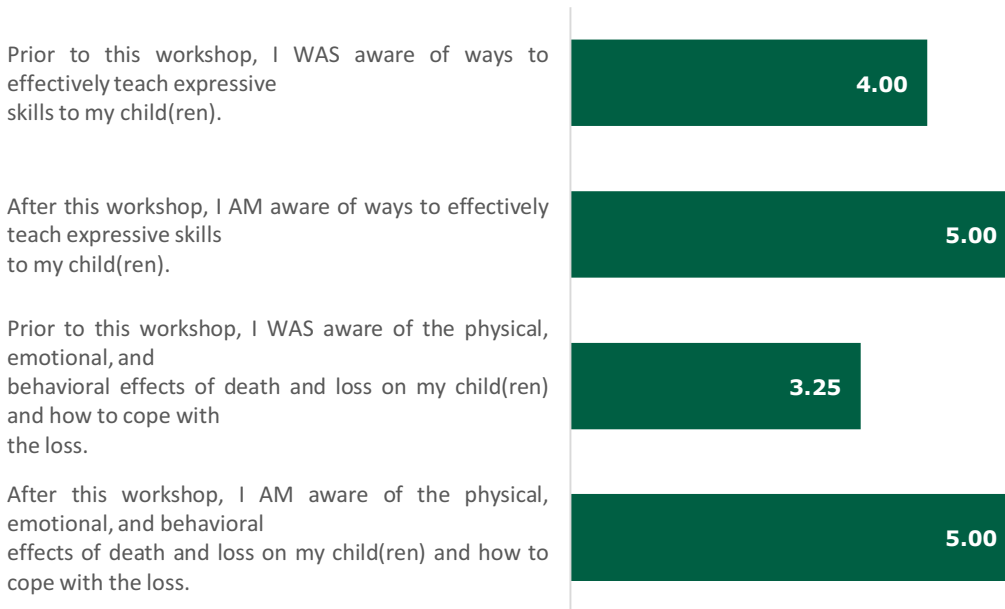 Prior to this workshop, I WAS aware of ways to
effectively teach expressive
skills to my child(ren).
4.00
After this workshop, I AM aware of ways to effectively
teach expressive skills
to my child(ren).
5.00
Prior to this workshop, I WAS aware of the physical,
emotional, and
behavioral effects of death and loss on my child(ren)
and how to cope with
the loss.
3.25
After this workshop, I AM aware of the physical,
emotional, and behavioral
effects of death and loss on my child(ren) and how to
cope with the loss.
5.00